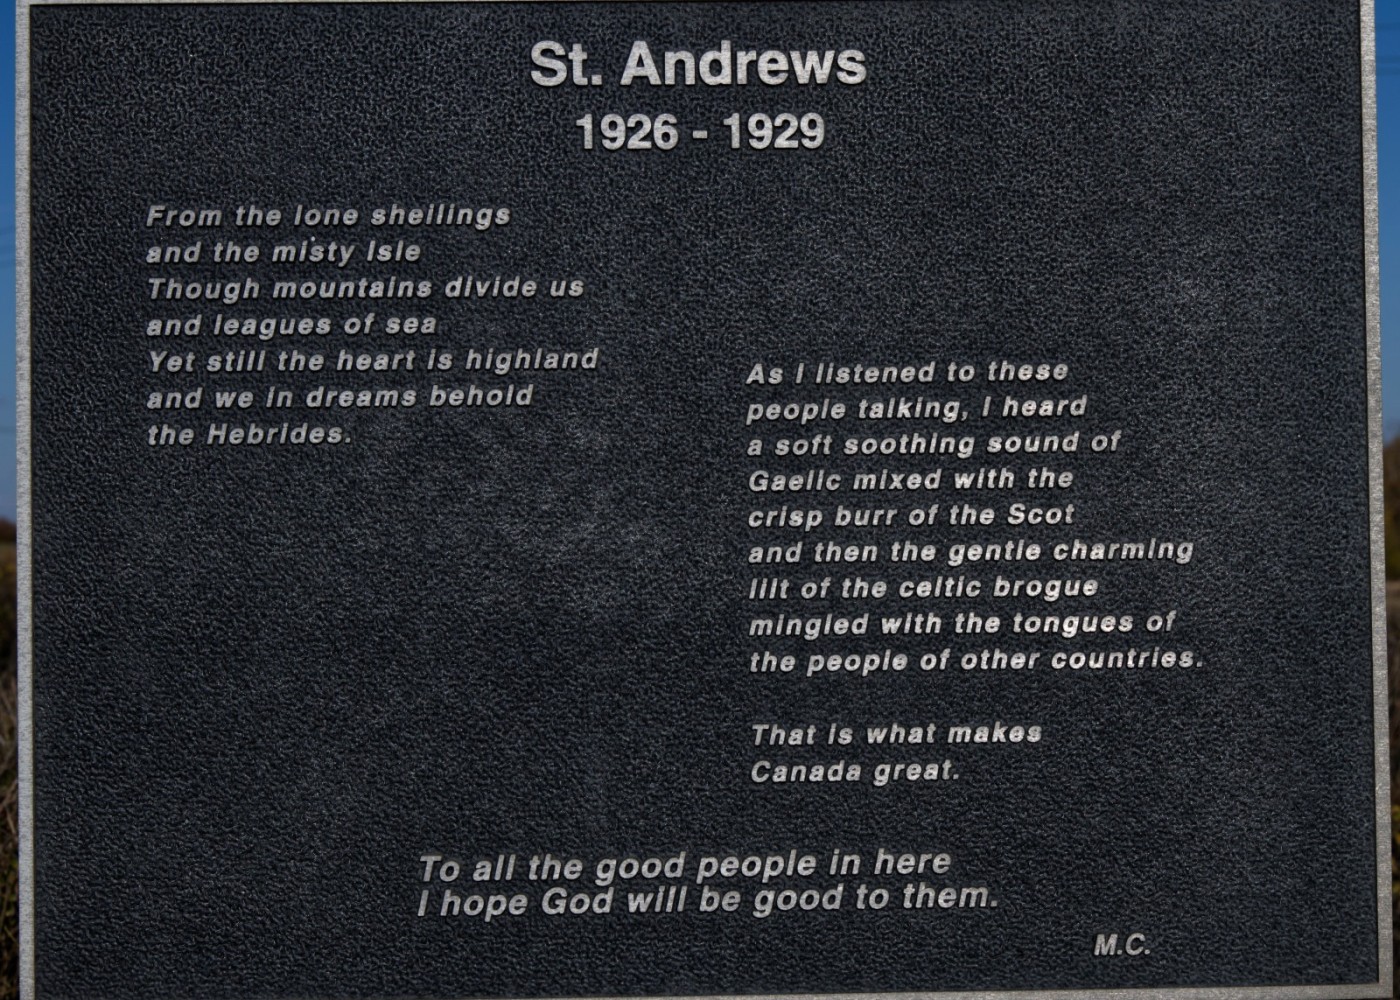 St. Andrews
1926 - 1929
From the lone sheilings
and the misty Isle
Though mountains divide us
and leagues of sea
Yet still the heart is highland
and we in dreams behold
the Hebrides.
As I listened to these
people talking, I heard
a soft soothing sound of
Gaelic mixed with the
crisp burr of the Scot
and then the gentle charming
lilt of the celtic brogue
mingled with the tongues of
the people of other countries.
That is what makes
Canada great.
To all the good people in here
I hope God will be good to them.
M.C.